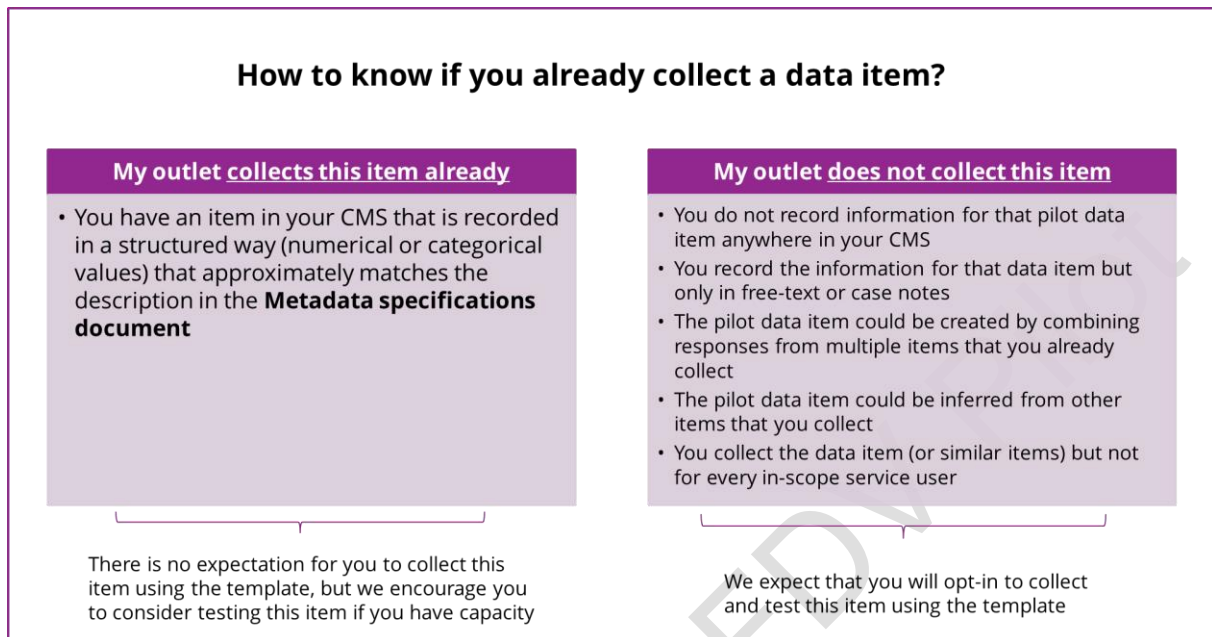 How to know if you already collect a data item?
My outlet collects this item already
• You have an item in your CMS that is recorded
in a structured way (numerical or categorical
values) that approximately matches the
description in the Metadata specifications
document
There is no expectation for you to collect this
item using the template, but we encourage you
to consider testing this item if you have capacity
My outlet does not collect this item
• You do not record information for that pilot data
item anywhere in your CMS
• You record the information for that data item but
only in free-text or case notes
• The pilot data item could be created by combining
responses from multiple items that you already
collect
• The pilot data item could be inferred from other
items that you collect
• You collect the data item (or similar items) but not
for every in-scope service user
We expect that you will opt-in to collect
and test this item using the template
FDV Pilot